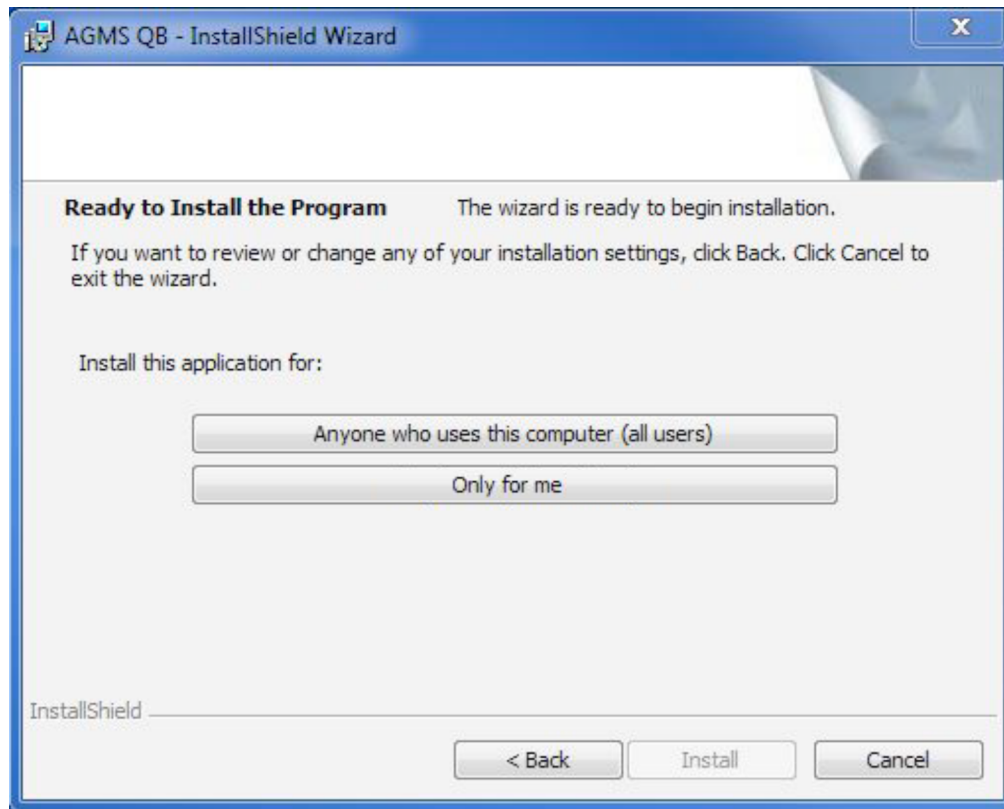 AGMS QB - InstallShield Wizard
Ready to Install the Program The wizard is ready to begin installation.
If you want to review or change any of your installation settings, click Back. Click Cancel to
exit the wizard.
Install this application for:
Anyone who uses this computer (all users)
Only for me
InstallShield
< Back Install Cancel